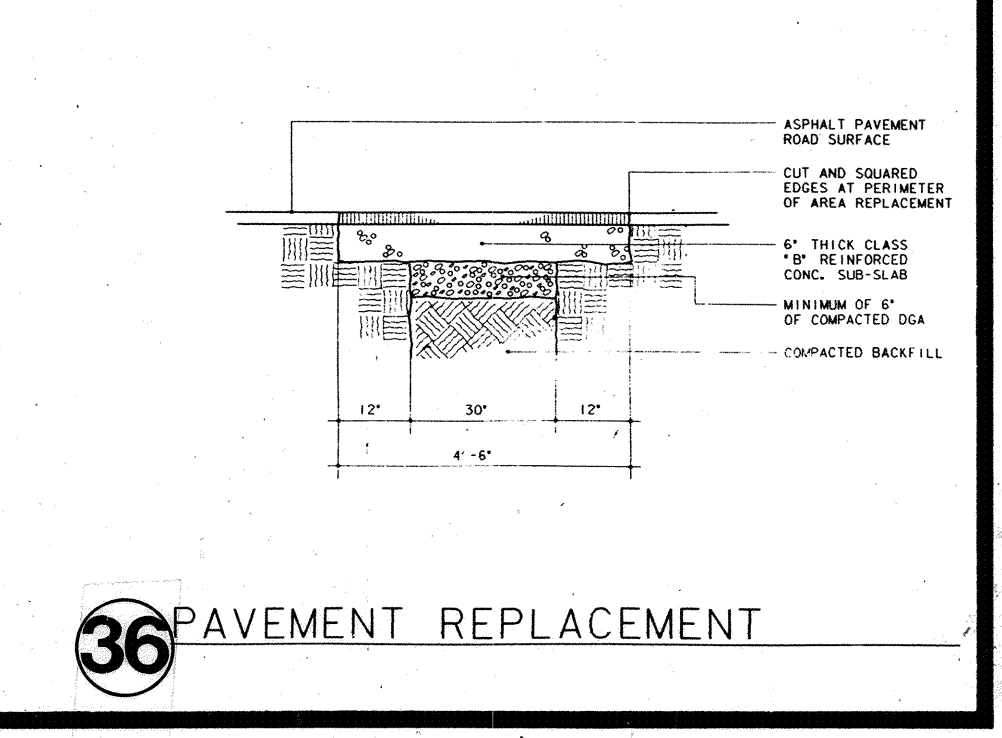 ASPHALT PAVEMENT
ROAD SURFACE
CUT AND SQUARED
EDGES AT PERIMETER
OF AREA REPLACEMENT
6" THICK CLASS
"B" REINFORCED
CONC. SUB-SLAB
MINIMUM OF 6"
OF COMPACTED DGA
COMPACTED BACKFILL
12" 30" 12"
4'-6"
36 PAVEMENT REPLACEMENT